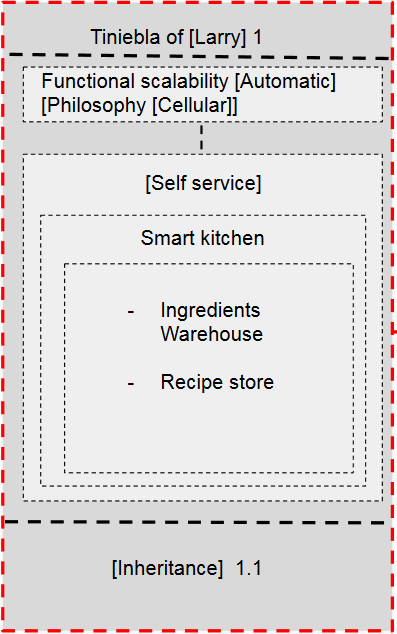 Tiniebla of [Larry] 1
Functional scalability [Automatic]
[Philosophy [Cellular]]
[Self service]
Smart kitchen
- Ingredients
Warehouse
- Recipe store
[Inheritance] 1.1